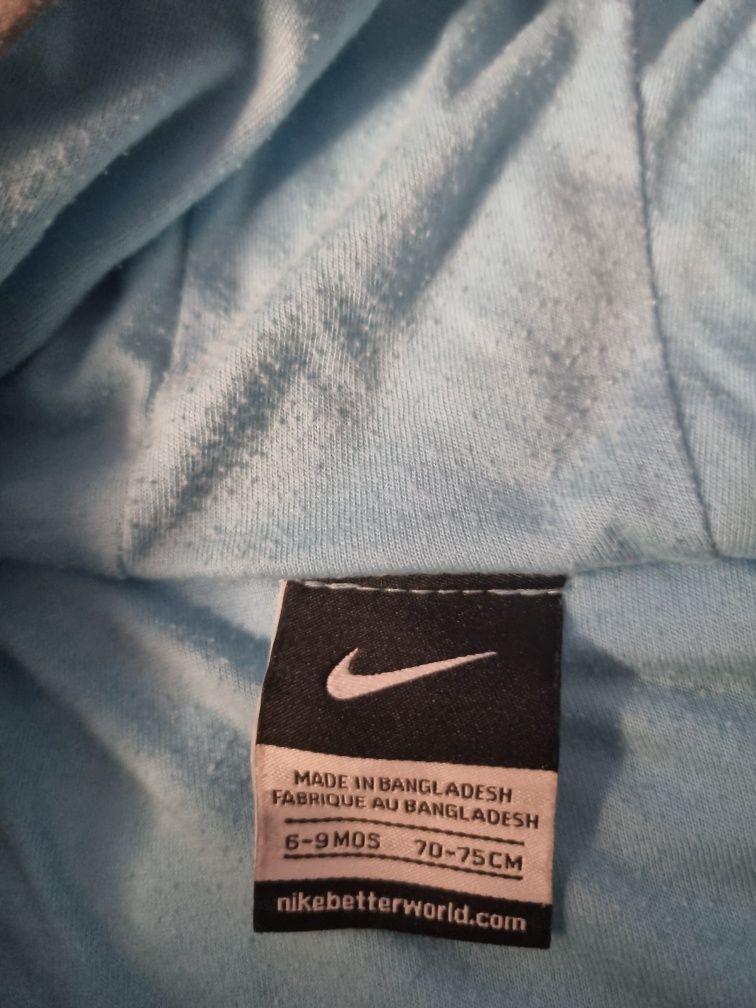 MADE IN BANGLADESH
FABRIQUE AU BANGLADESH
6-9 MOS 70-75CM
nikebetterworld.com